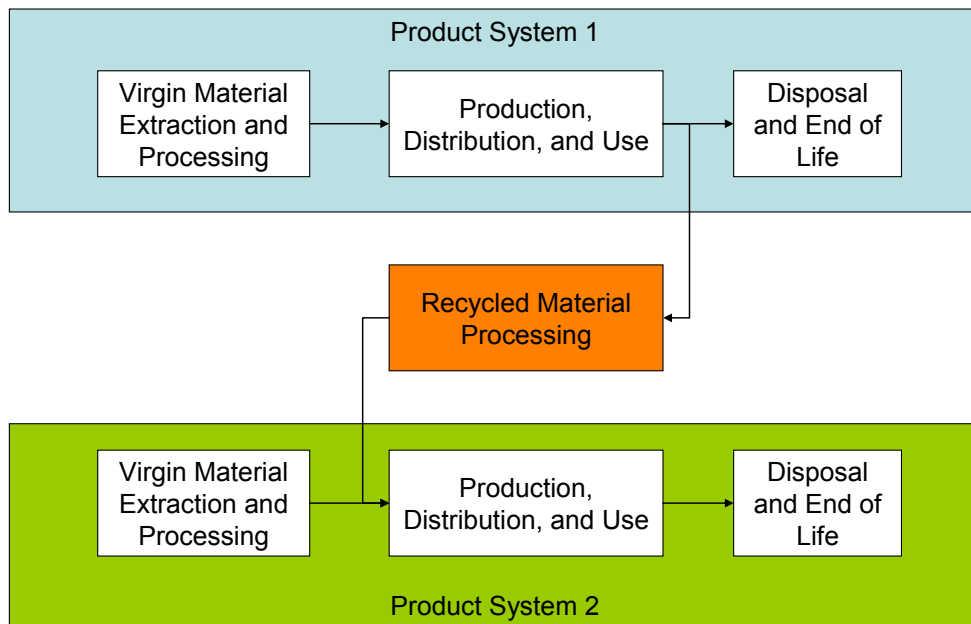 Product System 1
Virgin Material
Extraction and
Processing
Production,
Distribution, and Use
Disposal
and End of
Life
Recycled Material
Processing
Virgin Material
Extraction and
Processing
Production,
Distribution, and Use
Disposal
and End of
Life
Product System 2